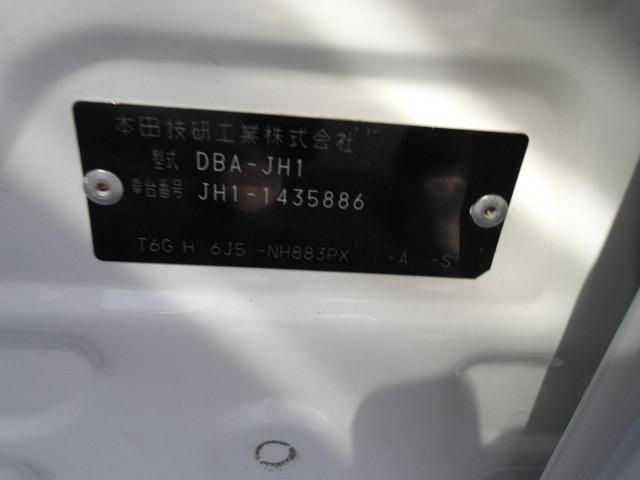 本田技研工業株式会社
型式 DBA-JH1
車台番号 JH1-1435886
T6G H 6J5 -NH883PX -A -S